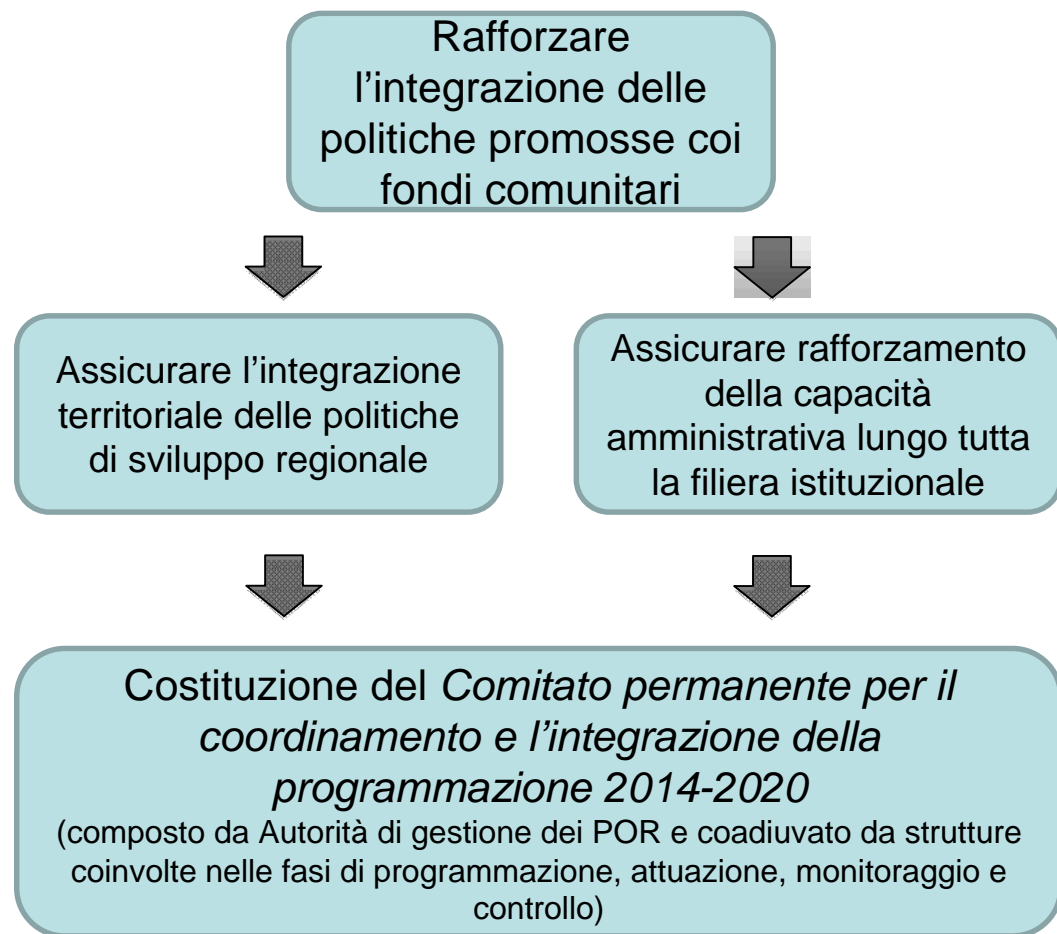 Rafforzare
l’integrazione delle
politiche promosse coi
fondi comunitari
Assicurare l’integrazione
territoriale delle politiche
di sviluppo regionale
Assicurare rafforzamento
della capacità
amministrativa lungo tutta
la filiera istituzionale
Costituzione del Comitato permanente per il
coordinamento e l’integrazione della
programmazione 2014-2020
(composto da Autorità di gestione dei POR e coadiuvato da strutture
coinvolte nelle fasi di programmazione, attuazione, monitoraggio e
controllo)